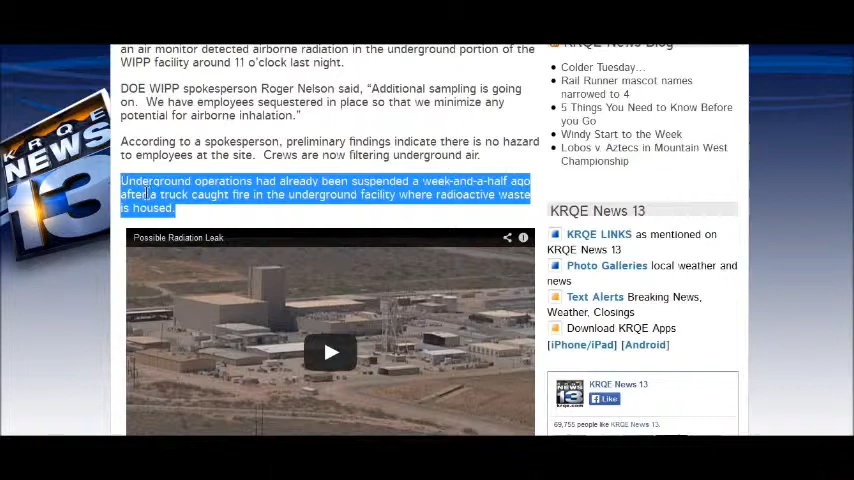 an air monitor detected airborne radiation in the underground portion of the
WIPP facility around 11 o'clock last night.
DOE WIPP spokesperson Roger Nelson said, "Additional sampling is going
on. We have employees sequestered in place so that we minimize any
potential for airborne inhalation."
According to a spokesperson, preliminary findings indicate there is no hazard
to employees at the site. Crews are now filtering underground air.
Underground operations had already been suspended a week-and-a-half ago
after a truck caught fire in the underground facility where radioactive waste
is housed.
Possible Radiation Leak
KRQE News Blog
Colder Tuesday…
Rail Runner mascot names
narrowed to 4
5 Things You Need to Know Before
you Go
Windy Start to the Week
Lobos v. Aztecs in Mountain West
Championship
KRQE News 13
KRQE LINKS as mentioned on
KRQE News 13
Photo Galleries local weather and
news
Text Alerts Breaking News,
Weather, Closings
Download KRQE Apps
[iPhone/iPad] [Android]
KRQE News 13
Like
69,755 people like KRQE News 13.
KRQE
NEWS
13
NEWS
13
krqe.com